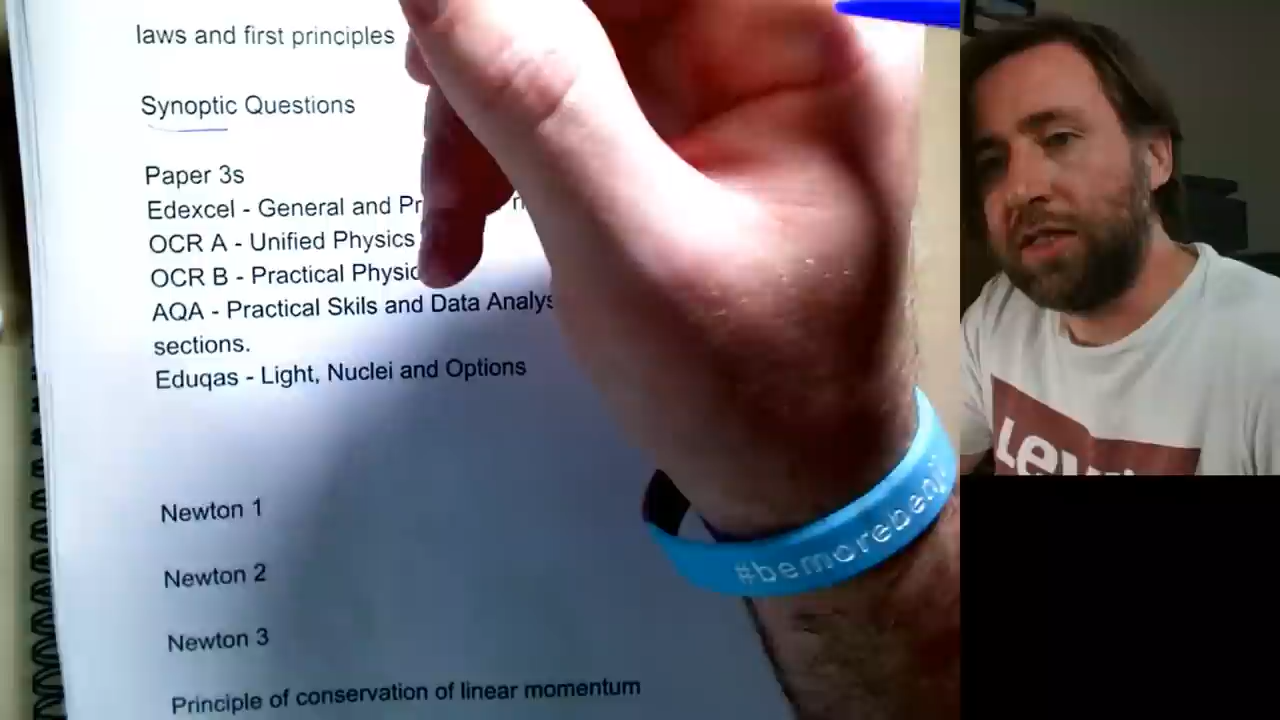 laws and first principles
Synoptic Questions
Paper 3s
Edexcel - General and Pr
OCR A - Unified Physics
OCR B - Practical Physic
AQA - Practical Skils and Data Analys
sections.
Eduqas - Light, Nuclei and Options
Newton 1
Newton 2
Newton 3
Principle of conservation of linear momentum
#bemorebenji